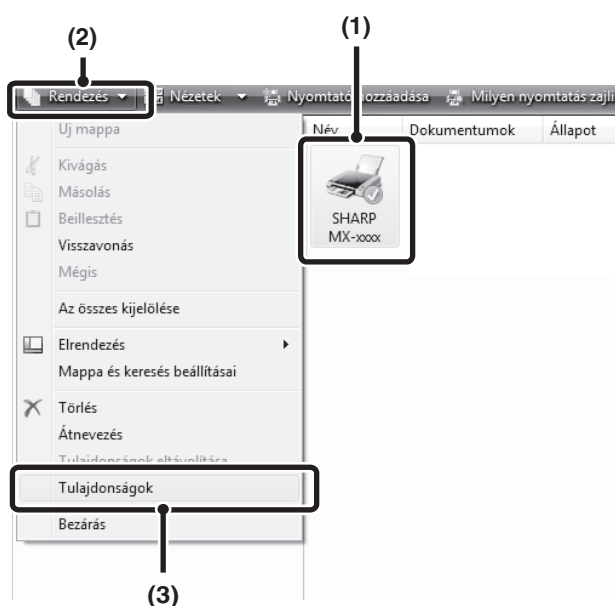 (2)
(1)
Rendezés Nézetek Nyomtató hozzáadása Milyen nyomtatás zajli
Új mappa
Kivágás
Másolás
Beillesztés
Visszavonás
Mégis
Az összes kijelölése
Elrendezés
Mappa és keresés beállításai
Törlés
Átnevezés
Tulajdonságok eltávolítása
Tulajdonságok
Bezárás
Név Dokumentumok Állapot
SHARP
MX-xxxx
(3)